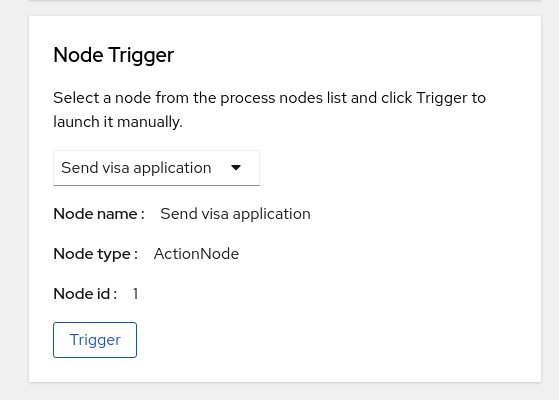 Node Trigger
Select a node from the process nodes list and click Trigger to
launch it manually.
Send visa application
Node name : Send visa application
Node type : ActionNode
Node id : 1
Trigger